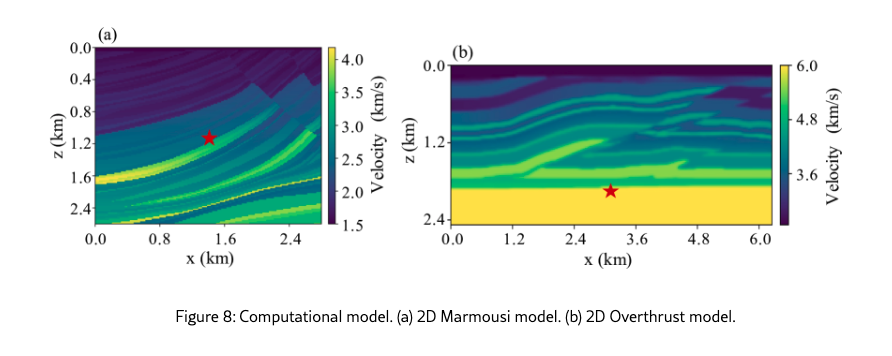 (a)
0.0
0.4
0.8
1.2
1.6
2.4
z (km)
0.0 0.8 1.6 2.4
x (km)
4.0
3.5
3.0
2.5
2.0
1.5
Velocity (km/s)
(b)
0.0
1.2
2.4
z (km)
0.0 1.2 2.4 3.6 4.8 6.0
x (km)
6.0
4.8
3.6
Velocity (km/s)
Figure 8: Computational model. (a) 2D Marmousi model. (b) 2D Overthrust model.